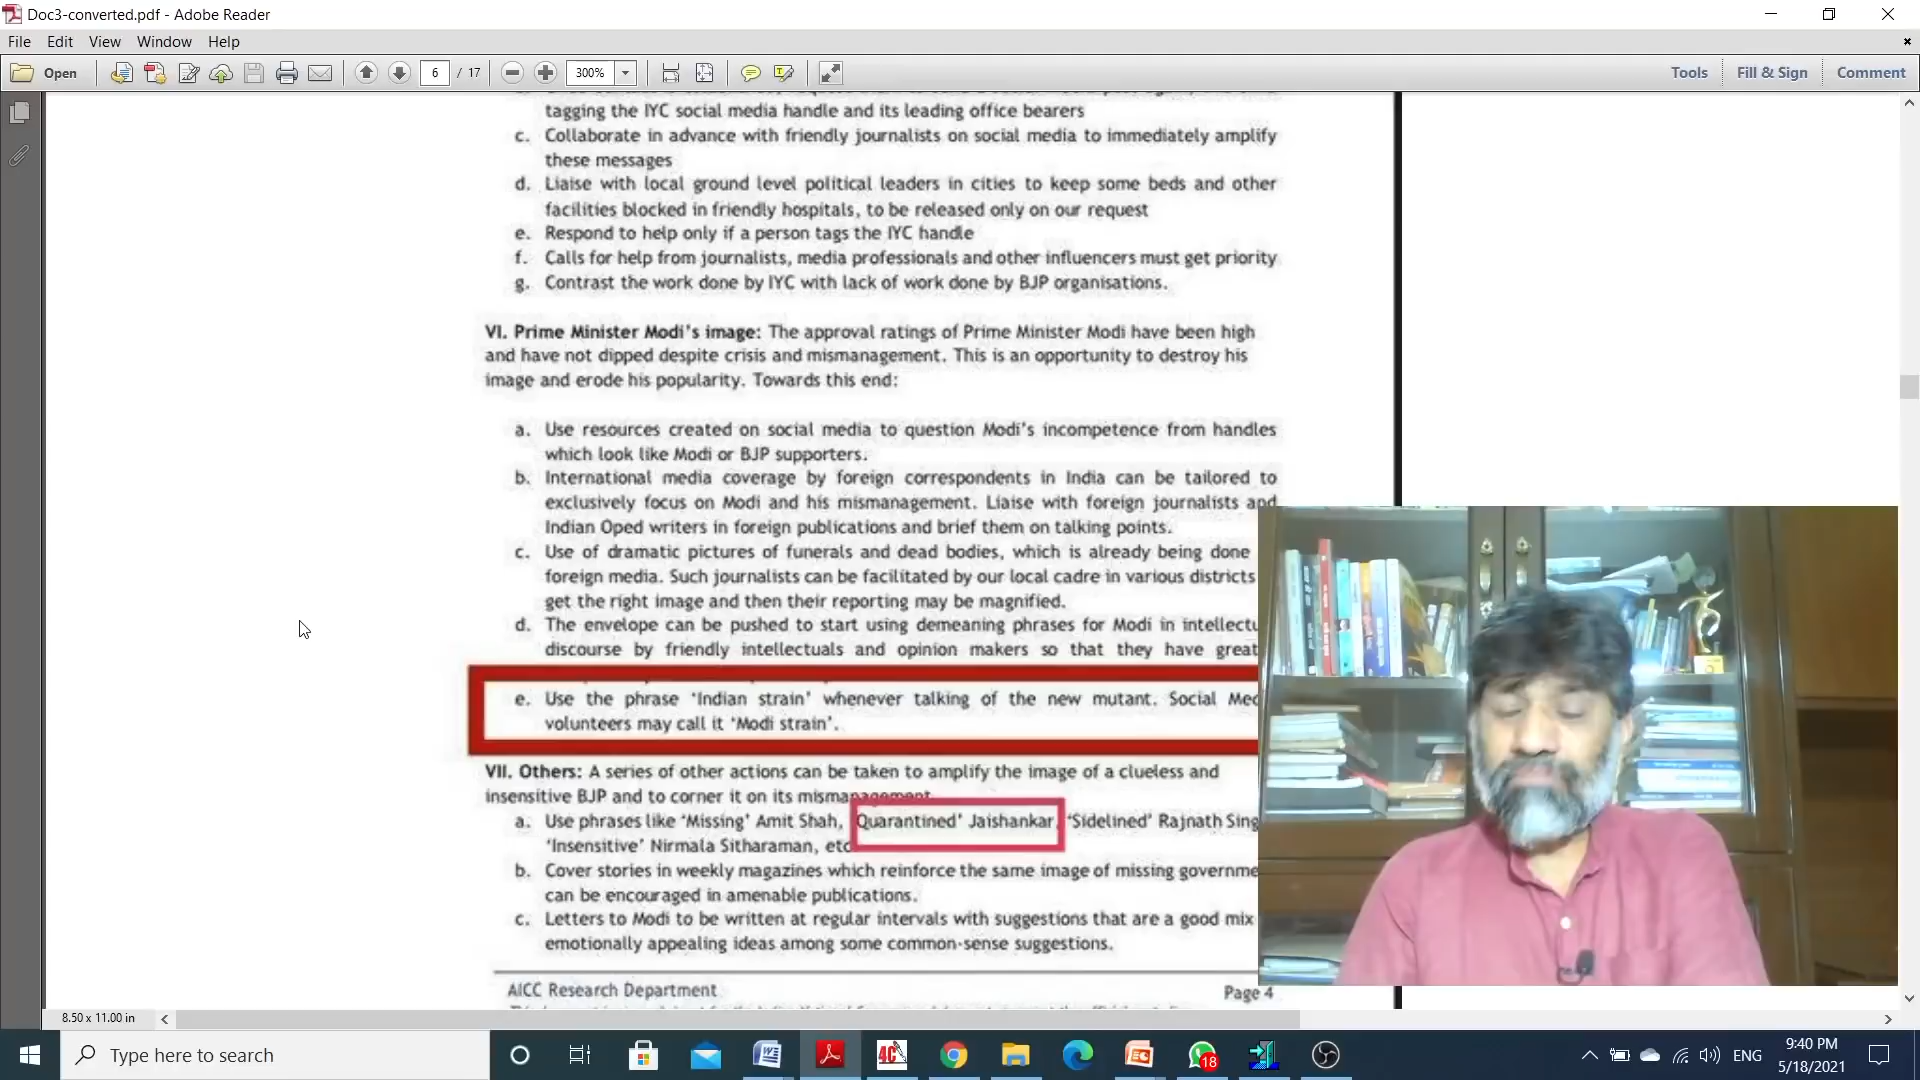 Doc3-converted.pdf - Adobe Reader
File Edit View Window Help
Open 6 / 17 300% Tools Fill & Sign Comment
tagging the IYC social media handle and its leading office bearers
c. Collaborate in advance with friendly journalists on social media to immediately amplify
these messages
d. Liaise with local ground level political leaders in cities to keep some beds and other
facilities blocked in friendly hospitals, to be released only on our request
e. Respond to help only if a person tags the IYC handle
f. Calls for help from journalists, media professionals and other influencers must get priority
g. Contrast the work done by IYC with lack of work done by BJP organisations.
VI. Prime Minister Modi's image: The approval ratings of Prime Minister Modi have been high
and have not dipped despite crisis and mismanagement. This is an opportunity to destroy his
image and erode his popularity. Towards this end:
a. Use resources created on social media to question Modi's incompetence from handles
which look like Modi or BJP supporters.
b. International media coverage by foreign correspondents in India can be tailored to
exclusively focus on Modi and his mismanagement. Liaise with foreign journalists and
Indian Oped writers in foreign publications and brief them on talking points.
c. Use of dramatic pictures of funerals and dead bodies, which is already being done
foreign media. Such journalists can be facilitated by our local cadre in various districts
get the right image and then their reporting may be magnified.
d. The envelope can be pushed to start using demeaning phrases for Modi in intellectu
discourse by friendly intellectuals and opinion makers so that they have great
e. Use the phrase 'Indian strain' whenever talking of the new mutant. Social Med
volunteers may call it 'Modi strain'.
VII. Others: A series of other actions can be taken to amplify the image of a clueless and
insensitive BJP and to corner it on its mismanagement.
a. Use phrases like 'Missing' Amit Shah, Quarantined' Jaishankar, 'Sidelined' Rajnath Sing
'Insensitive' Nirmala Sitharaman, etc
b. Cover stories in weekly magazines which reinforce the same image of missing governme
can be encouraged in amenable publications.
c. Letters to Modi to be written at regular intervals with suggestions that are a good mix
emotionally appealing ideas among some common-sense suggestions.
AICC Research Department
Page 4
8.50 x 11.00 in
Type here to search
18
ENG
9:40 PM
5/18/2021